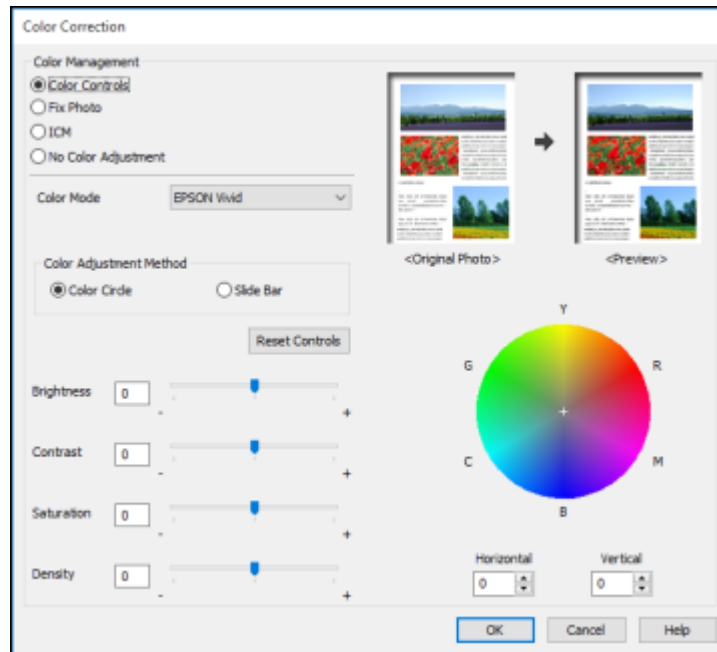 Color Correction
Color Management
Color Controls
Fix Photo
ICM
No Color Adjustment
Color Mode
EPSON Vivid
Color Adjustment Method
Color Circle
Slide Bar
Reset Controls
Brightness
0
-
+
Contrast
0
-
+
Saturation
0
-
+
Density
0
-
+
<Original Photo>
<Preview>
Y
G
R
C
M
B
Horizontal
Vertical
0
0
OK
Cancel
Help